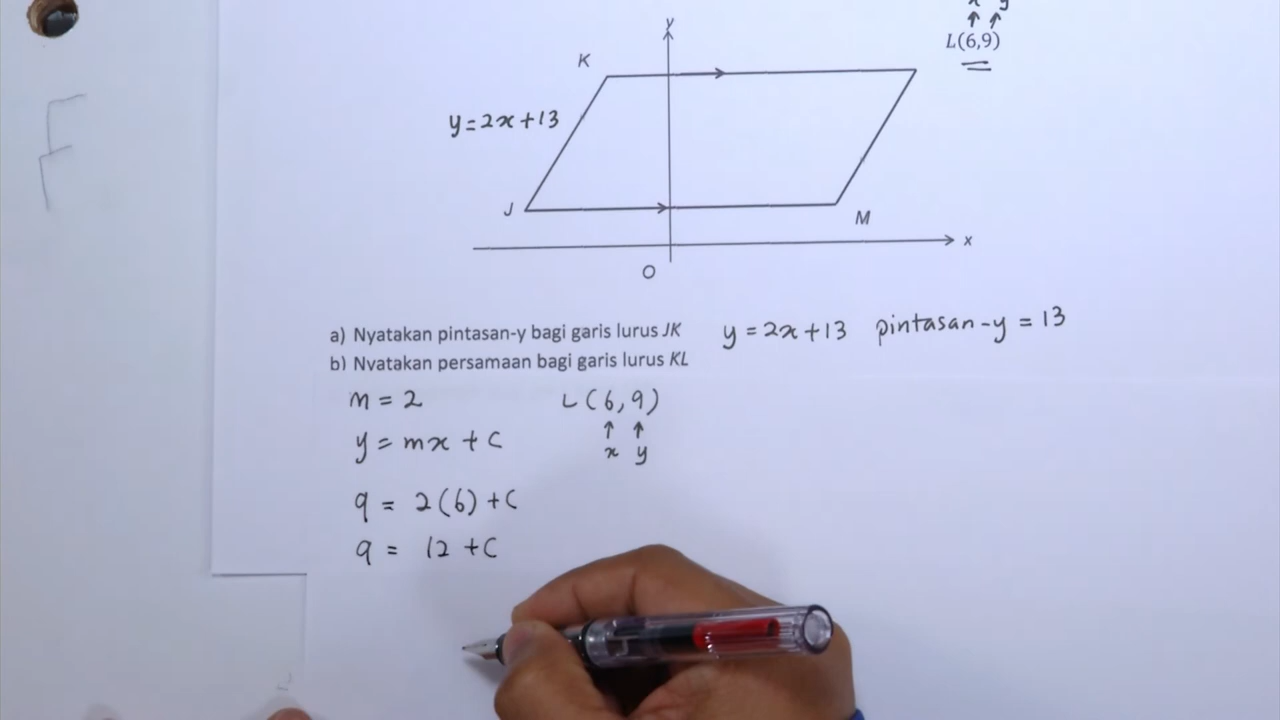 y
L(6,9)
K
y=2x+13
J
M
x
O
a) Nyatakan pintasan-y bagi garis lurus JK y = 2x+13 pintasan-y = 13
b) Nyatakan persamaan bagi garis lurus KL
m = 2 L(6,9)
x y
y = mx + c
9 = 2(6) + c
9 = 12 + c